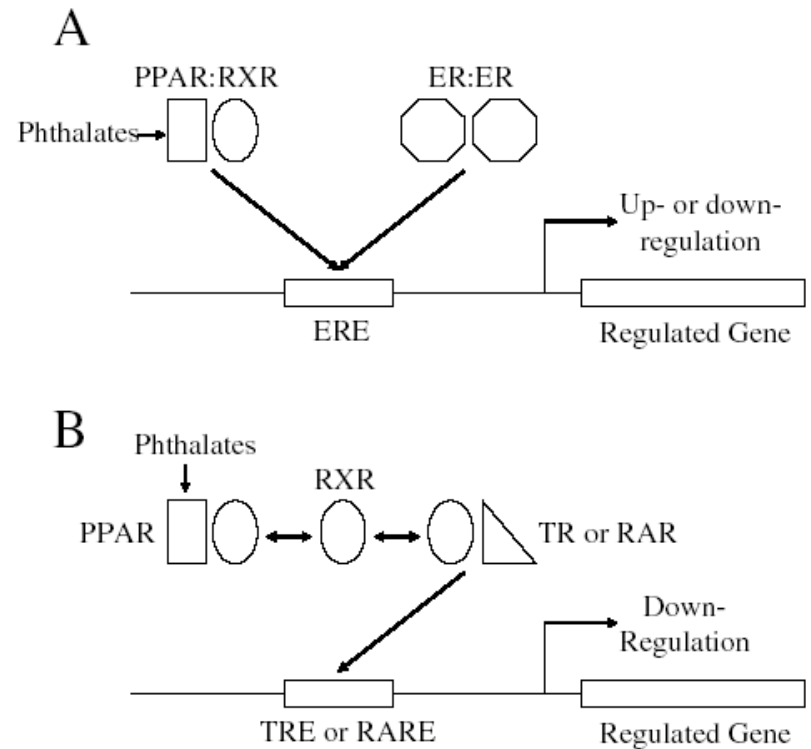 A
PPAR:RXR
ER:ER
Phthalates
Up- or down-
regulation
ERE
Regulated Gene
B
Phthalates
RXR
PPAR
TR or RAR
Down-
Regulation
TRE or RARE
Regulated Gene